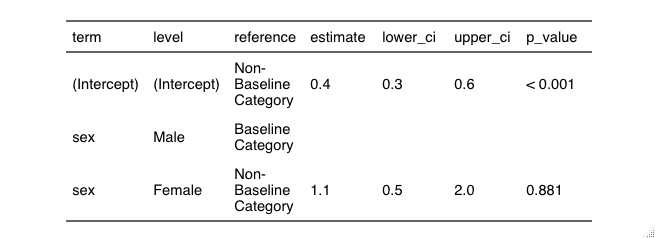 term level reference estimate lower_ci upper_ci p_value
(Intercept) (Intercept) Non-
Baseline
Category 0.4 0.3 0.6 < 0.001
sex Male Baseline
Category
sex Female Non-
Baseline
Category 1.1 0.5 2.0 0.881